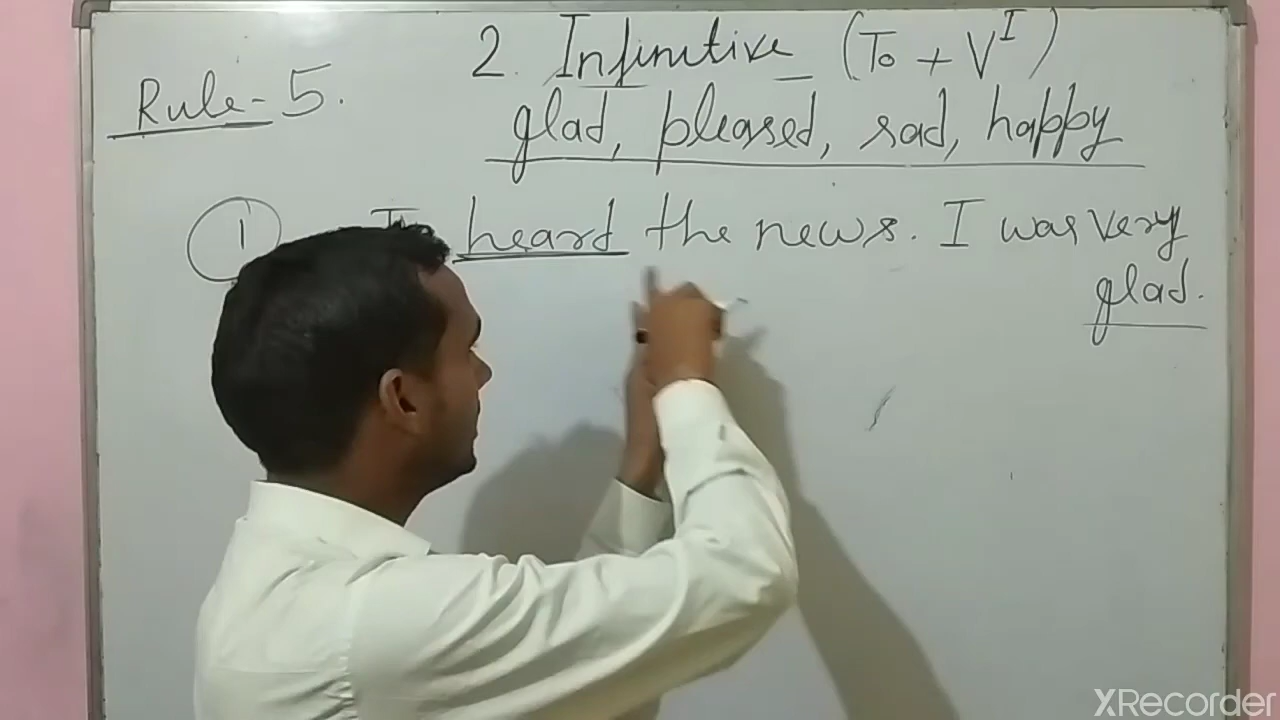 2. Infinitive (To + V^I)
Rule-5.
glad, pleased, sad, happy
1 I heard the news. I was very
glad.
XRecorder